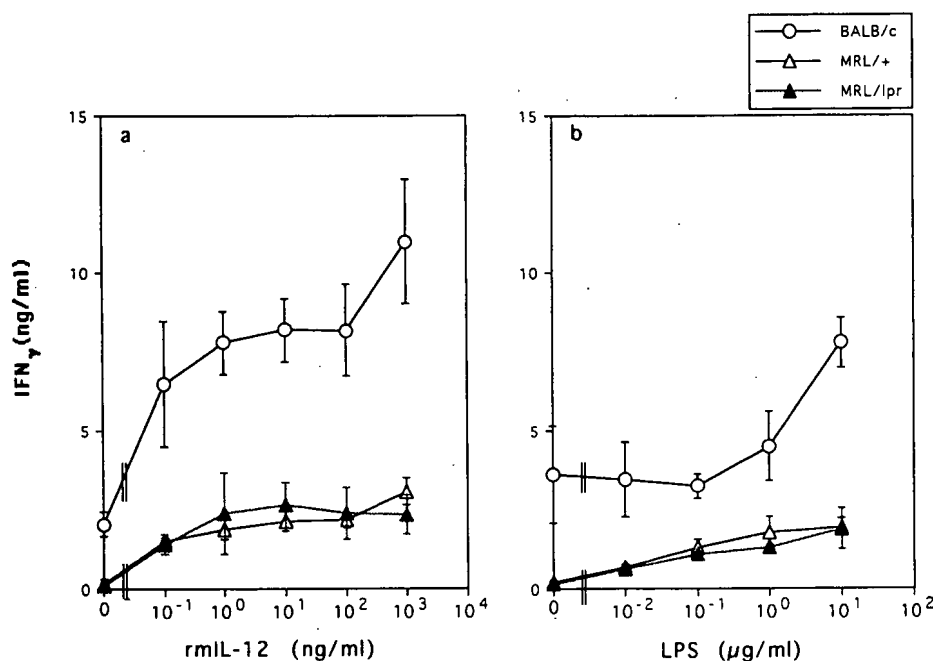 BALB/c
MRL/+
MRL/lpr
a
b
15
10
5
0
IFNγ(ng/ml)
0 10⁻¹ 10⁰ 10¹ 10² 10³ 10⁴
rmIL-12 (ng/ml)
15
10
5
0
0 10⁻² 10⁻¹ 10⁰ 10¹ 10²
LPS (μg/ml)